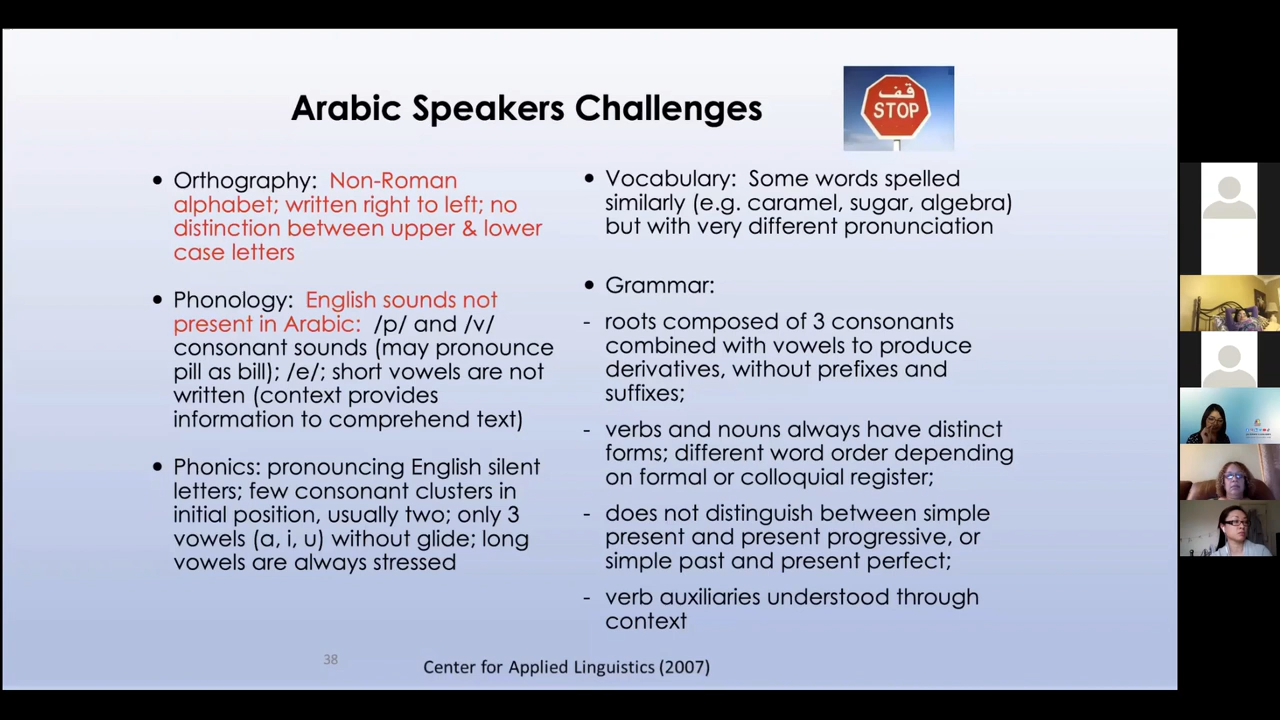 Arabic Speakers Challenges
قف
STOP
• Orthography: Non-Roman
alphabet; written right to left; no
distinction between upper & lower
case letters
• Phonology: English sounds not
present in Arabic: /p/ and /v/
consonant sounds (may pronounce
pill as bill); /e/; short vowels are not
written (context provides
information to comprehend text)
• Phonics: pronouncing English silent
letters; few consonant clusters in
initial position, usually two; only 3
vowels (a, i, u) without glide; long
vowels are always stressed
• Vocabulary: Some words spelled
similarly (e.g. caramel, sugar, algebra)
but with very different pronunciation
• Grammar:
- roots composed of 3 consonants
combined with vowels to produce
derivatives, without prefixes and
suffixes;
- verbs and nouns always have distinct
forms; different word order depending
on formal or colloquial register;
- does not distinguish between simple
present and present progressive, or
simple past and present perfect;
- verb auxiliaries understood through
context
38
Center for Applied Linguistics (2007)